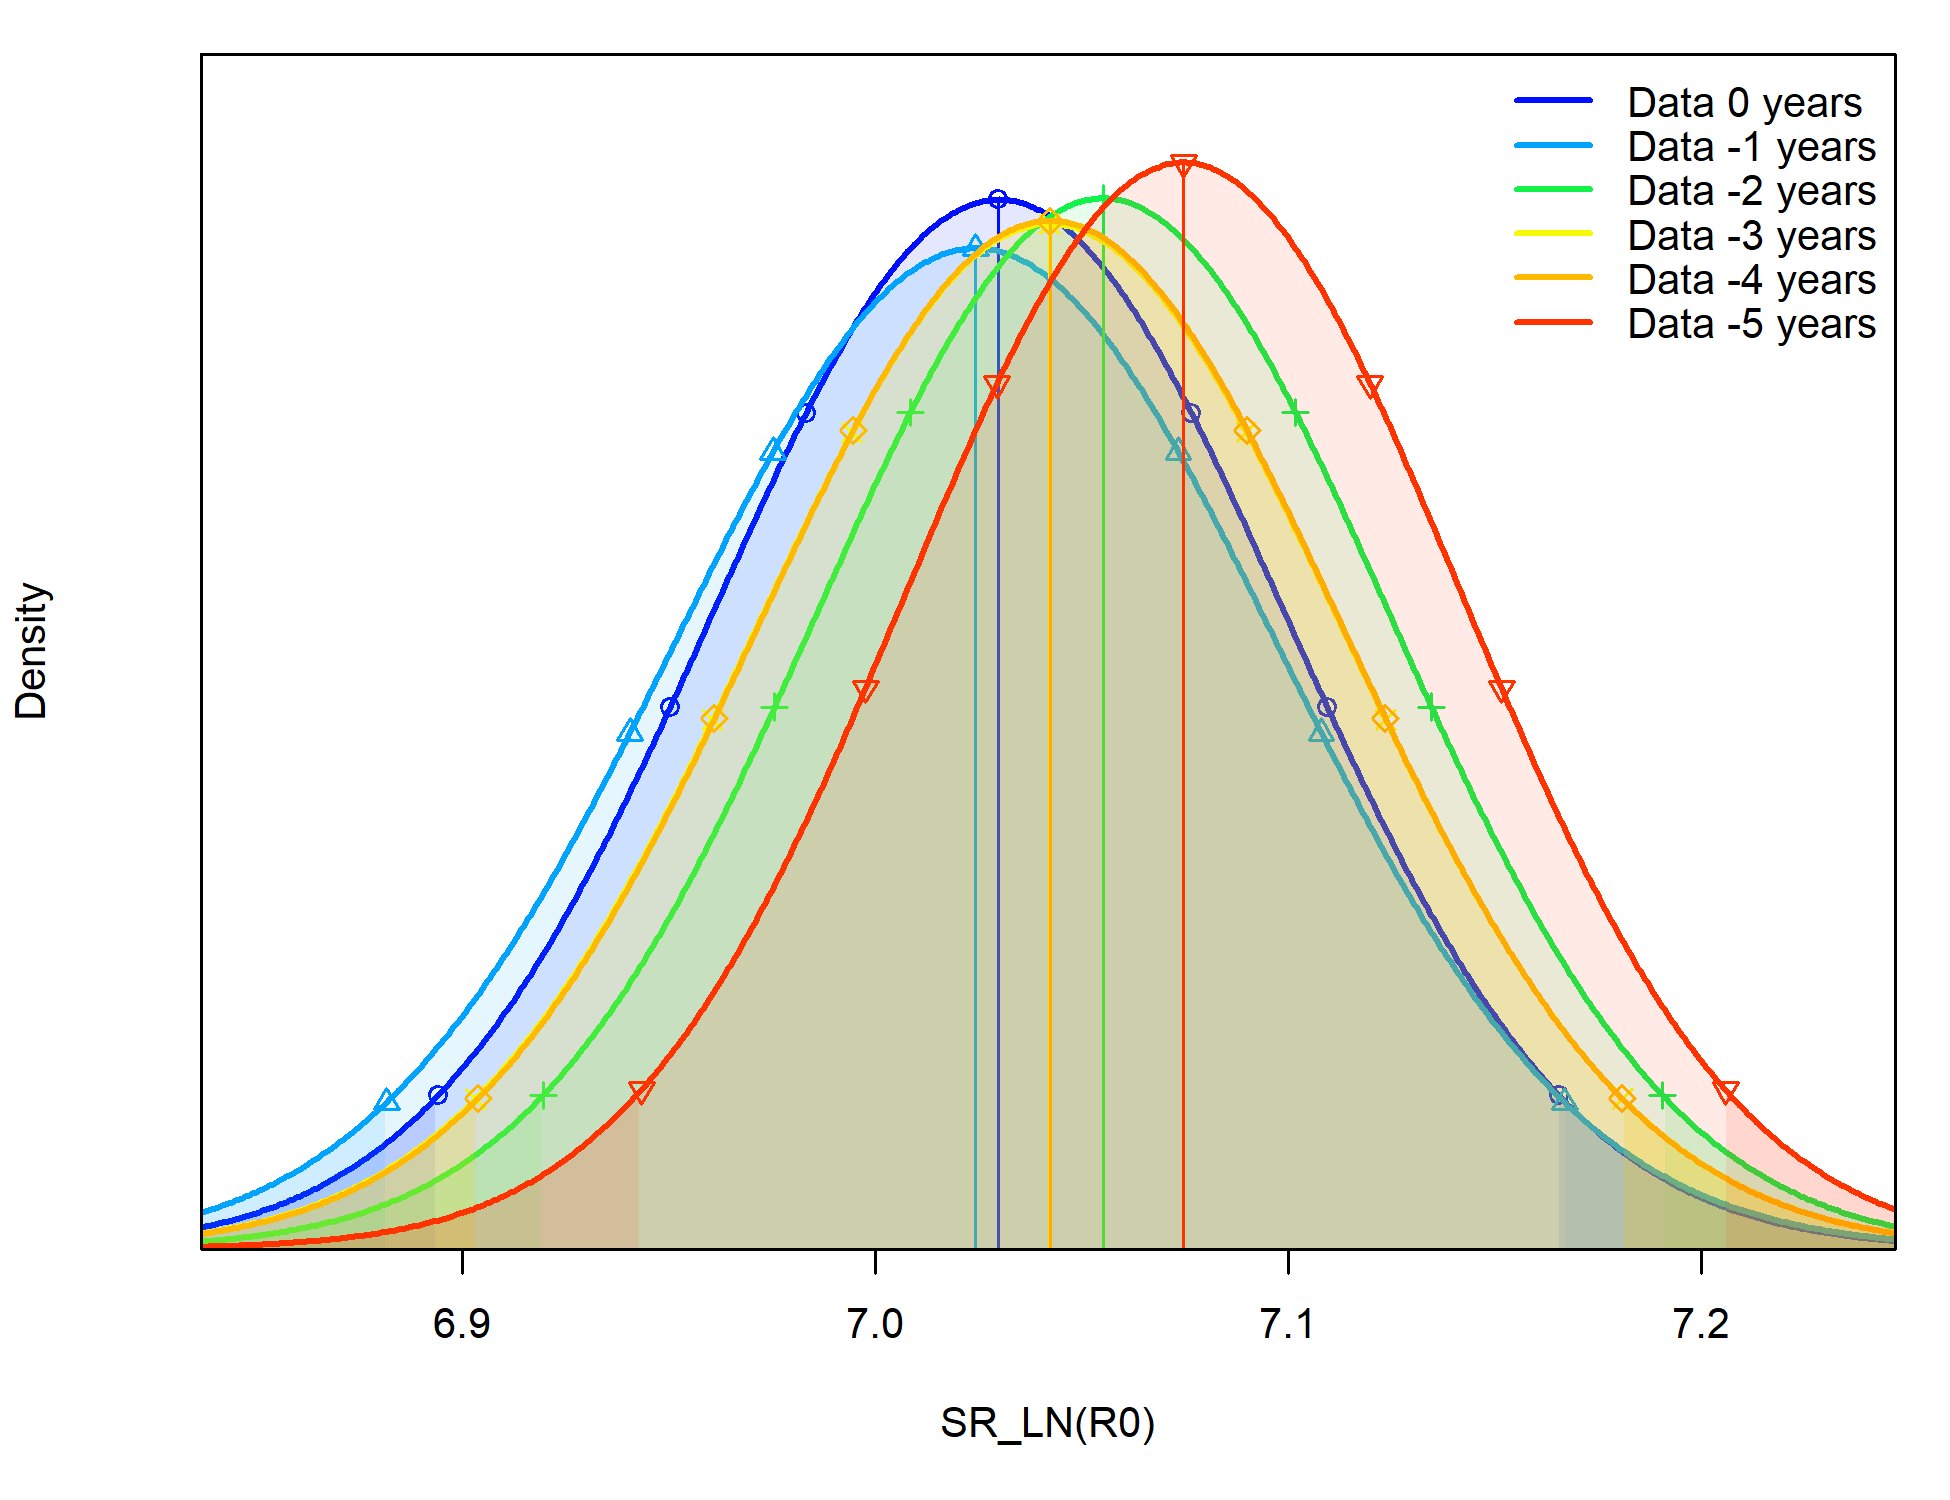 Data 0 years
Data -1 years
Data -2 years
Data -3 years
Data -4 years
Data -5 years
Density
6.9 7.0 7.1 7.2
SR_LN(R0)